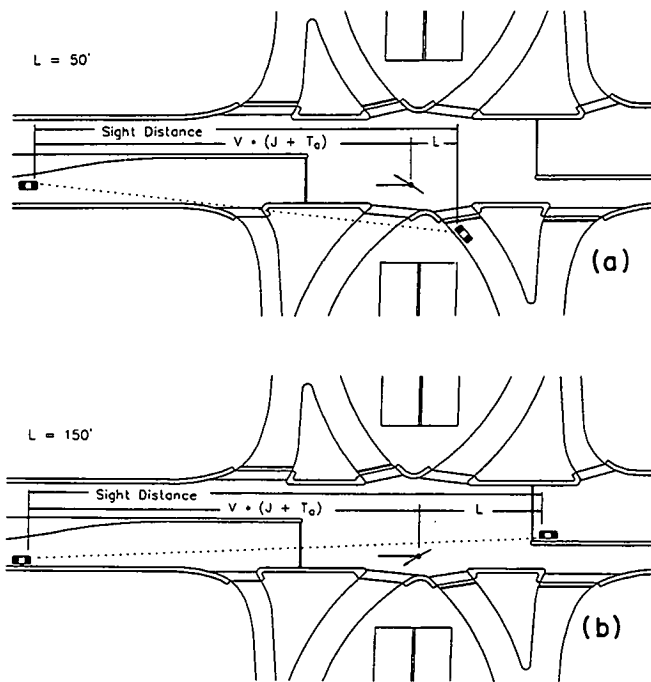 L = 50'
Sight Distance
V • (J + Ta)
L
(a)
L = 150'
Sight Distance
V • (J + Ta)
L
(b)